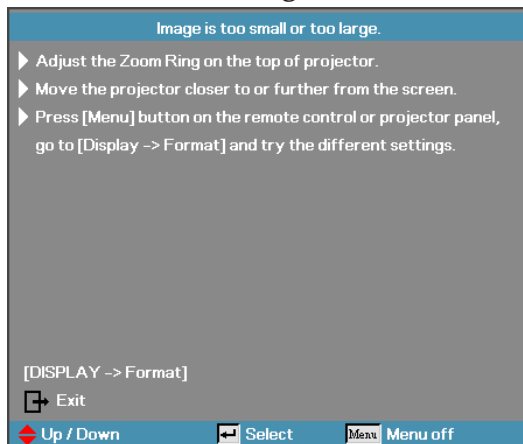 Image is too small or too large.
Adjust the Zoom Ring on the top of projector.
Move the projector closer to or further from the screen.
Press [Menu] button on the remote control or projector panel,
go to [Display -> Format] and try the different settings.
[DISPLAY -> Format]
Exit
Up / Down Select Menu Menu off